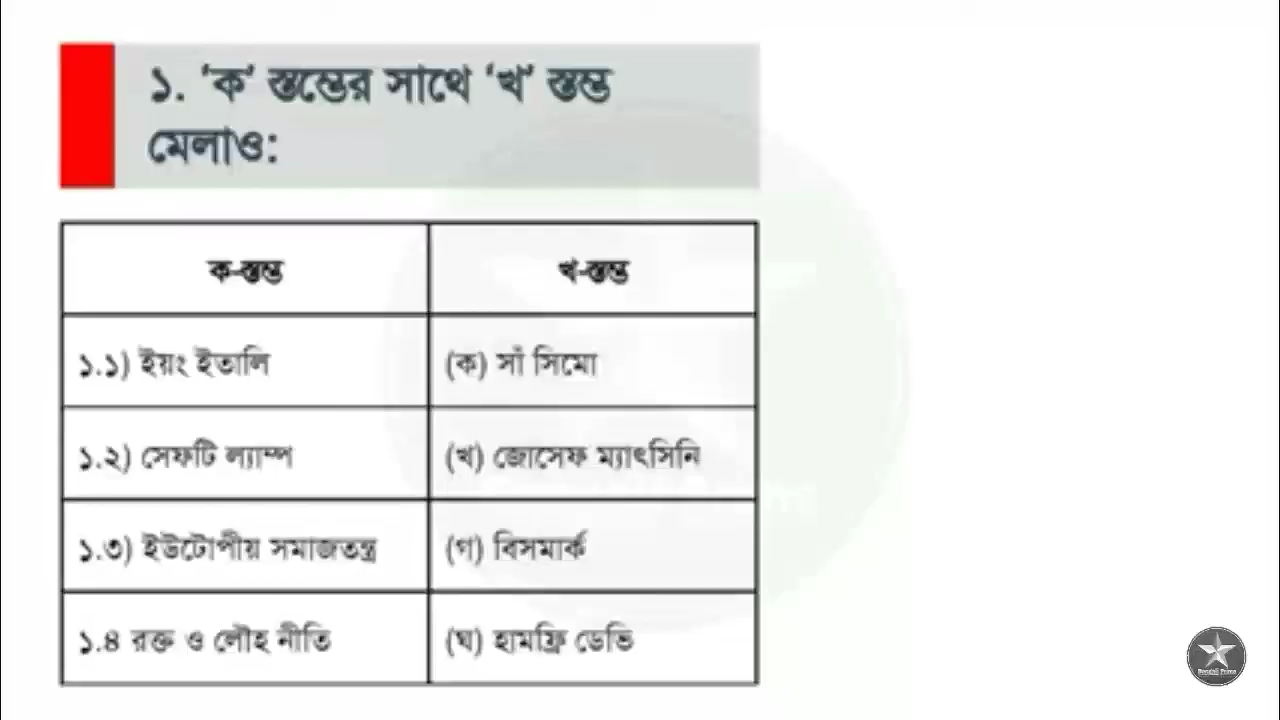 ১. ‘ক’ স্তম্ভের সাথে ‘খ’ স্তম্ভ
মেলাও:
ক-স্তম্ভ খ-স্তম্ভ
১.১) ইয়ং ইতালি (ক) সাঁ সিমো
১.২) সেফটি ল্যাম্প (খ) জোসেফ ম্যাৎসিনি
১.৩) ইউটোপীয় সমাজতন্ত্র (গ) বিসমার্ক
১.৪ রক্ত ও লৌহ নীতি (ঘ) হামফ্রি ডেভি